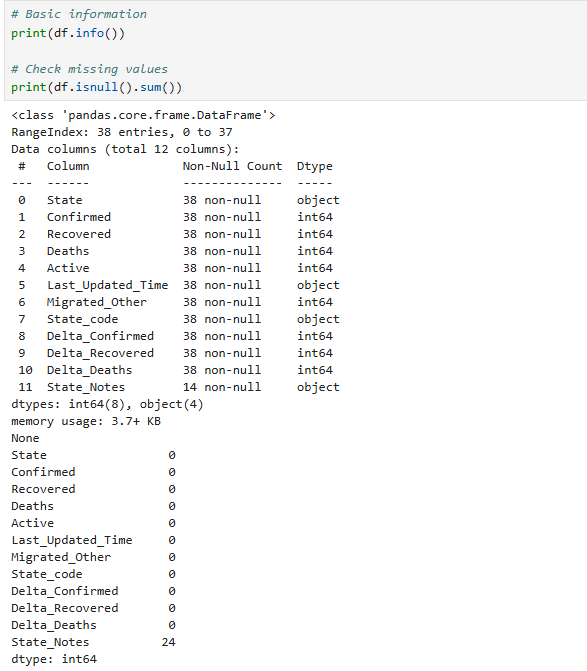 # Basic information
print(df.info())

# Check missing values
print(df.isnull().sum())
<class 'pandas.core.frame.DataFrame'>
RangeIndex: 38 entries, 0 to 37
Data columns (total 12 columns):
 #   Column             Non-Null Count  Dtype
---  ------             --------------  -----
 0   State              38 non-null     object
 1   Confirmed          38 non-null     int64
 2   Recovered          38 non-null     int64
 3   Deaths             38 non-null     int64
 4   Active             38 non-null     int64
 5   Last_Updated_Time  38 non-null     object
 6   Migrated_Other     38 non-null     int64
 7   State_code         38 non-null     object
 8   Delta_Confirmed    38 non-null     int64
 9   Delta_Recovered    38 non-null     int64
 10  Delta_Deaths       38 non-null     int64
 11  State_Notes        14 non-null     object
dtypes: int64(8), object(4)
memory usage: 3.7+ KB
None
State                 0
Confirmed             0
Recovered             0
Deaths                0
Active                0
Last_Updated_Time     0
Migrated_Other        0
State_code            0
Delta_Confirmed       0
Delta_Recovered       0
Delta_Deaths          0
State_Notes          24
dtype: int64